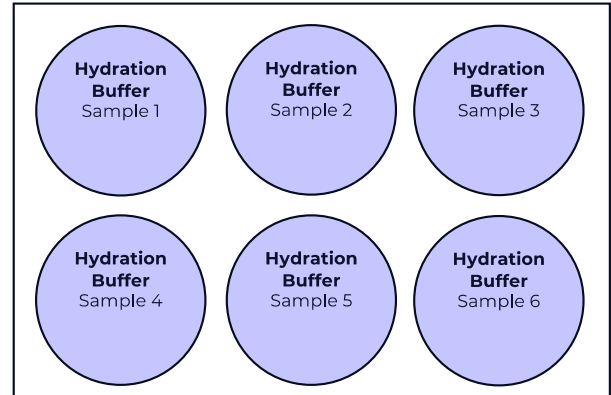 Hydration
Buffer
Sample 1
Hydration
Buffer
Sample 2
Hydration
Buffer
Sample 3
Hydration
Buffer
Sample 4
Hydration
Buffer
Sample 5
Hydration
Buffer
Sample 6